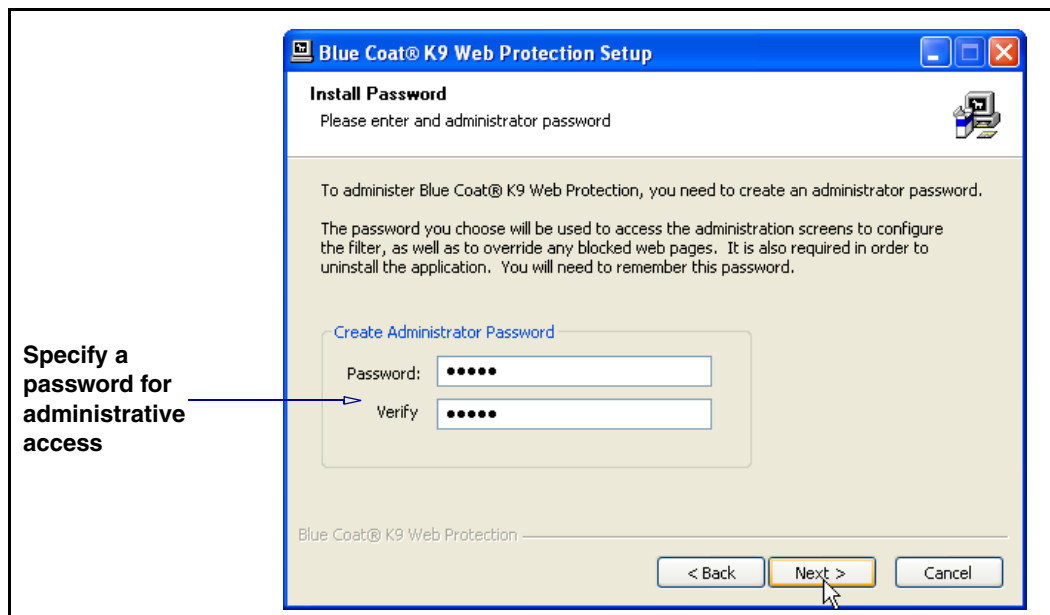 Blue Coat® K9 Web Protection Setup
Install Password
Please enter and administrator password
To administer Blue Coat® K9 Web Protection, you need to create an administrator password.
The password you choose will be used to access the administration screens to configure
the filter, as well as to override any blocked web pages.  It is also required in order to
uninstall the application.  You will need to remember this password.
Create Administrator Password
Specify a
password for
administrative
access
Password: •••••
Verify •••••
Blue Coat® K9 Web Protection
< Back
Next >
Cancel